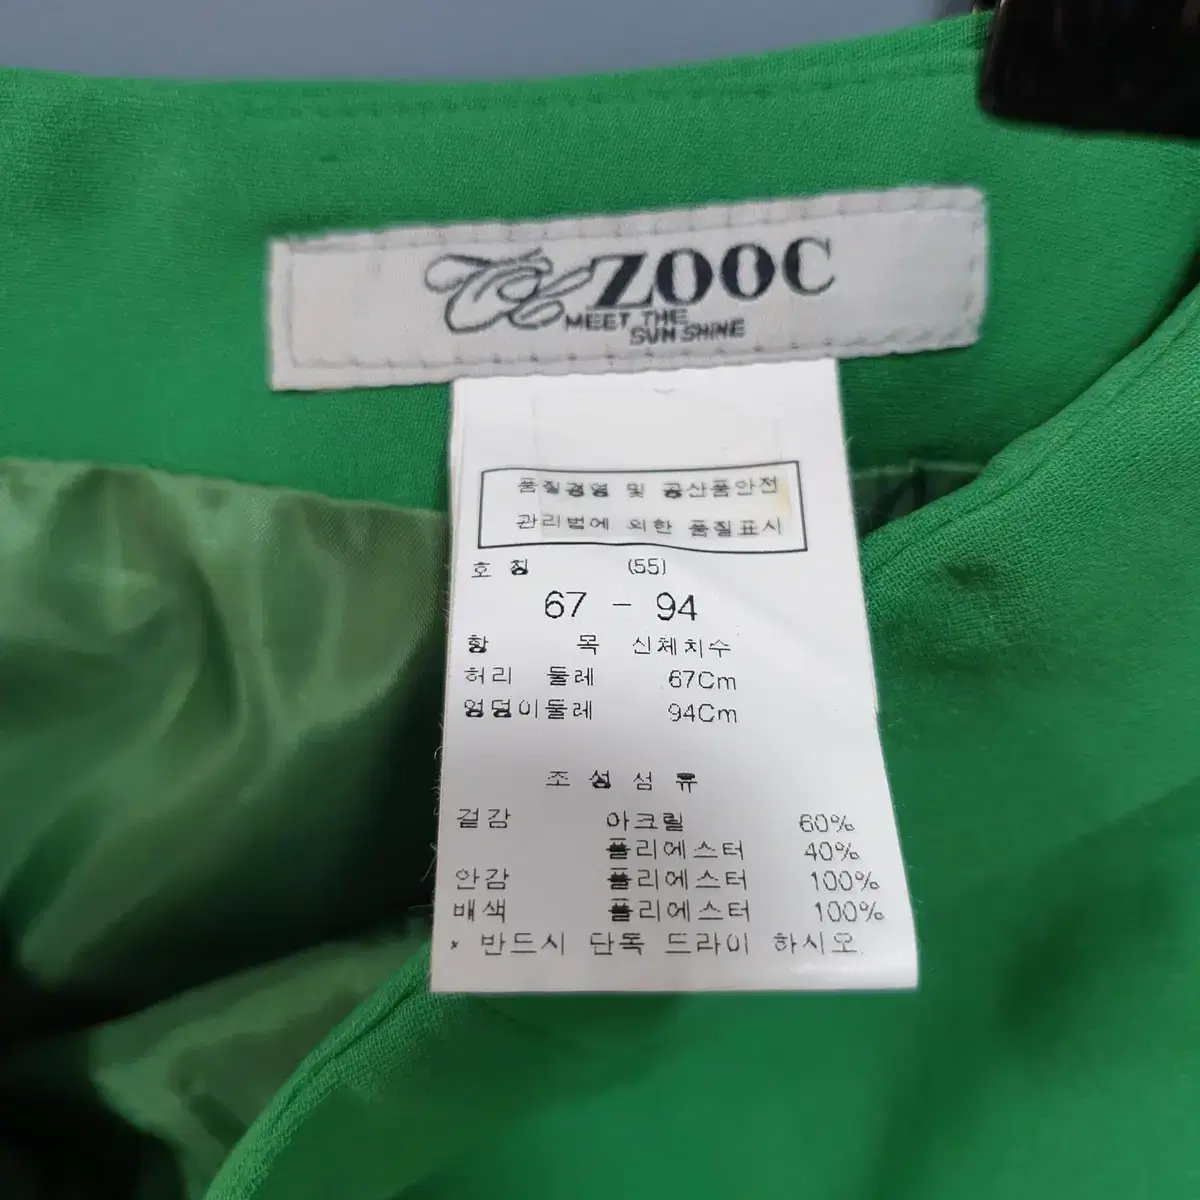 ZOOC
MEET THE
SUN SHINE
품질경영 및 공산품안전
관리법에 의한 품질표시
호 칭 (55)
67 - 94
항 목 신체치수
허리 둘레 67Cm
엉덩이둘레 94Cm
조 성 섬 유
겉감 아크릴 60%
폴리에스터 40%
안감 폴리에스터 100%
배색 폴리에스터 100%
* 반드시 단독 드라이 하시오